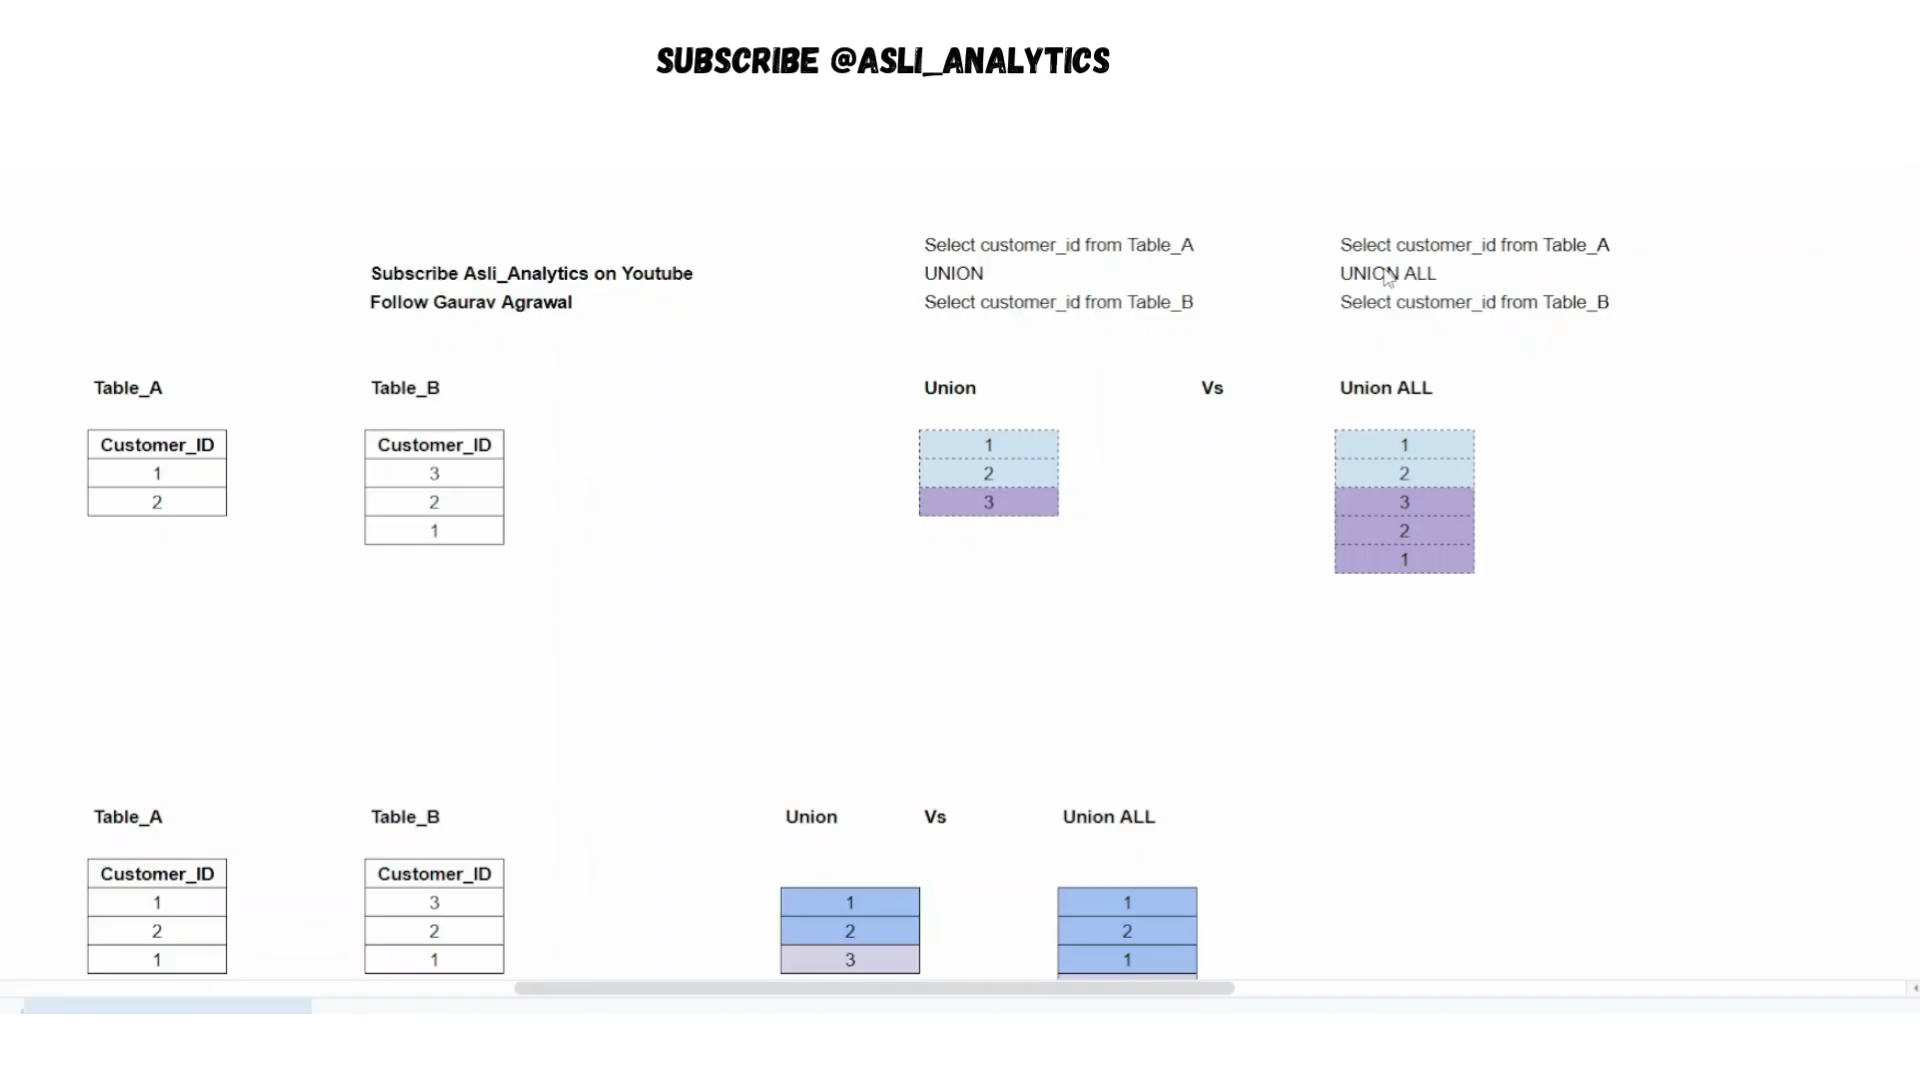 SUBSCRIBE @ASLI_ANALYTICS
Select customer_id from Table_A
Select customer_id from Table_A
Subscribe Asli_Analytics on Youtube
UNION
UNION ALL
Follow Gaurav Agrawal
Select customer_id from Table_B
Select customer_id from Table_B
Table_A
Table_B
Union
Vs
Union ALL
Customer_ID
1
2
Customer_ID
3
2
1
1
2
3
1
2
3
2
1
Table_A
Table_B
Union
Vs
Union ALL
Customer_ID
1
2
1
Customer_ID
3
2
1
1
2
3
1
2
1